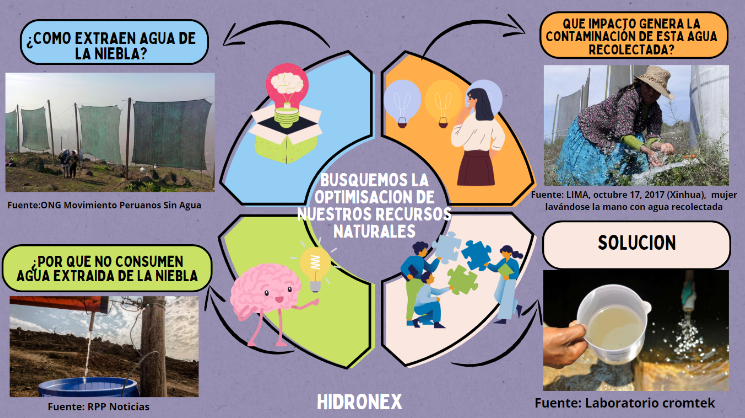 ¿COMO EXTRAEN AGUA DE
LA NIEBLA?
Fuente:ONG Movimiento Peruanos Sin Agua
QUE IMPACTO GENERA LA
CONTAMINACIÓN DE ESTA AGUA
RECOLECTADA?
Fuente: LIMA, octubre 17, 2017 (Xinhua), mujer
lavándose la mano con agua recolectada
BUSQUEMOS LA
OPTIMISACION DE
NUESTROS RECURSOS
NATURALES
¿POR QUE NO CONSUMEN
AGUA EXTRAIDA DE LA NIEBLA
Fuente: RPP Noticias
SOLUCION
Fuente: Laboratorio cromtek
HIDRONEX